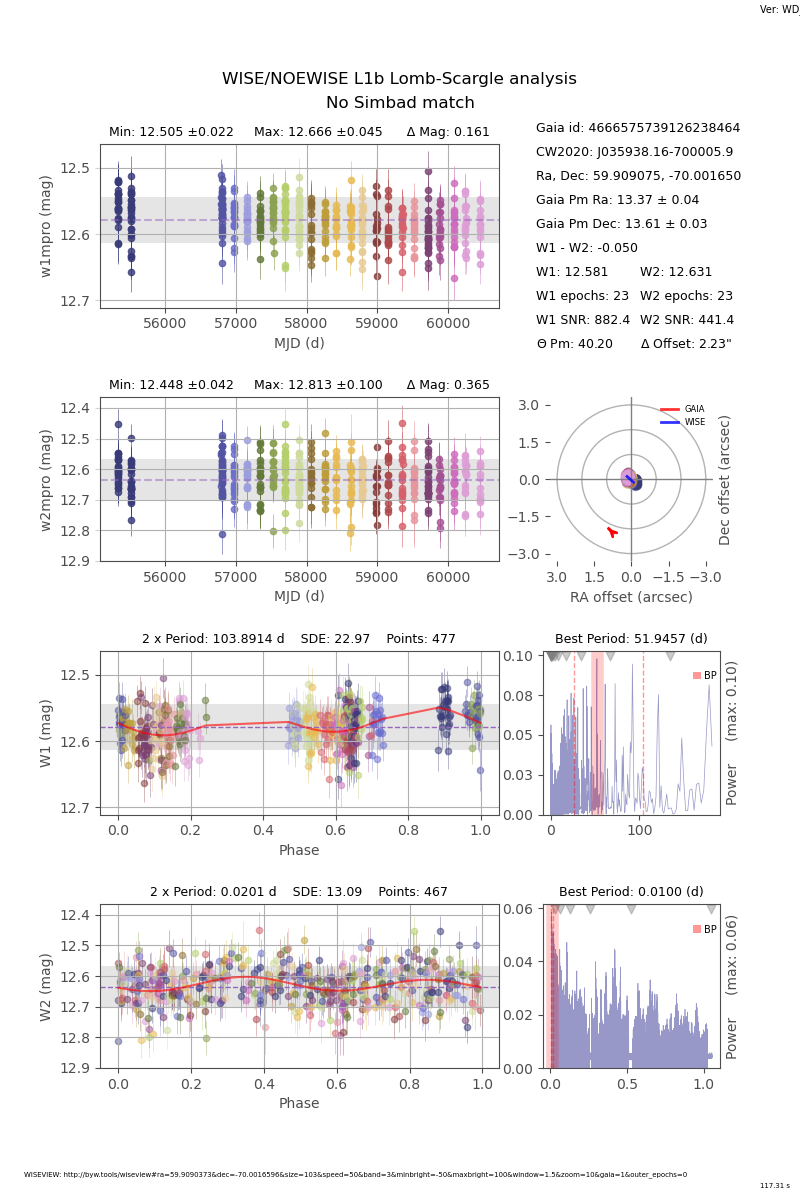 Ver: WD_
WISE/NOEWISE L1b Lomb-Scargle analysis
No Simbad match
Min: 12.505 ±0.022 Max: 12.666 ±0.045 Δ Mag: 0.161
12.5
12.6
12.7
w1mpro (mag)
56000 57000 58000 59000 60000
MJD (d)
Gaia id: 4666575739126238464
CW2020: J035938.16-700005.9
Ra, Dec: 59.909075, -70.001650
Gaia Pm Ra: 13.37 ± 0.04
Gaia Pm Dec: 13.61 ± 0.03
W1 - W2: -0.050
W1: 12.581 W2: 12.631
W1 epochs: 23 W2 epochs: 23
W1 SNR: 882.4 W2 SNR: 441.4
Θ Pm: 40.20 Δ Offset: 2.23"
Min: 12.448 ±0.042 Max: 12.813 ±0.100 Δ Mag: 0.365
12.4
12.5
12.6
12.7
12.8
12.9
w2mpro (mag)
56000 57000 58000 59000 60000
MJD (d)
GAIA
WISE
3.0
1.5
0.0
−1.5
−3.0
Dec offset (arcsec)
3.0 1.5 0.0 −1.5 −3.0
RA offset (arcsec)
2 x Period: 103.8914 d SDE: 22.97 Points: 477
12.5
12.6
12.7
W1 (mag)
0.0 0.2 0.4 0.6 0.8 1.0
Phase
Best Period: 51.9457 (d)
BP
0.10
0.08
0.05
0.03
0.00
Power (max: 0.10)
0 100
2 x Period: 0.0201 d SDE: 13.09 Points: 467
12.4
12.5
12.6
12.7
12.8
12.9
W2 (mag)
0.0 0.2 0.4 0.6 0.8 1.0
Phase
Best Period: 0.0100 (d)
BP
0.06
0.04
0.02
0.00
Power (max: 0.06)
0.0 0.5 1.0
WISEVIEW: http://byw.tools/wiseview#ra=59.9090373&dec=-70.0016596&size=103&speed=50&band=3&minbright=-50&maxbright=100&window=1.5&zoom=10&gaia=1&outer_epochs=0
117.31 s